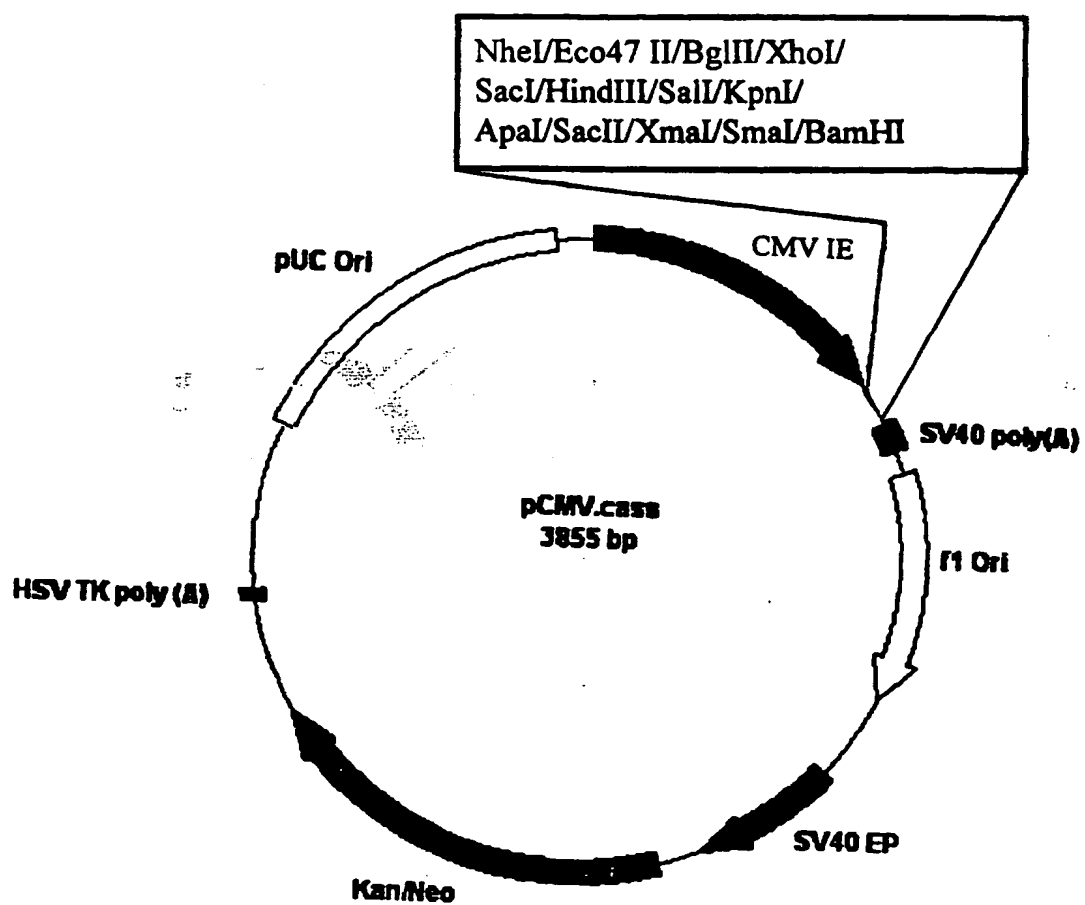 NheI/Eco47 II/BglII/XhoI/
SacI/HindIII/SalI/KpnI/
ApaI/SacII/XmaI/SmaI/BamHI
CMV IE
pUC Ori
SV40 poly(A)
pCMV.cass
3855 bp
f1 Ori
HSV TK poly (A)
SV40 EP
Kan/Neo